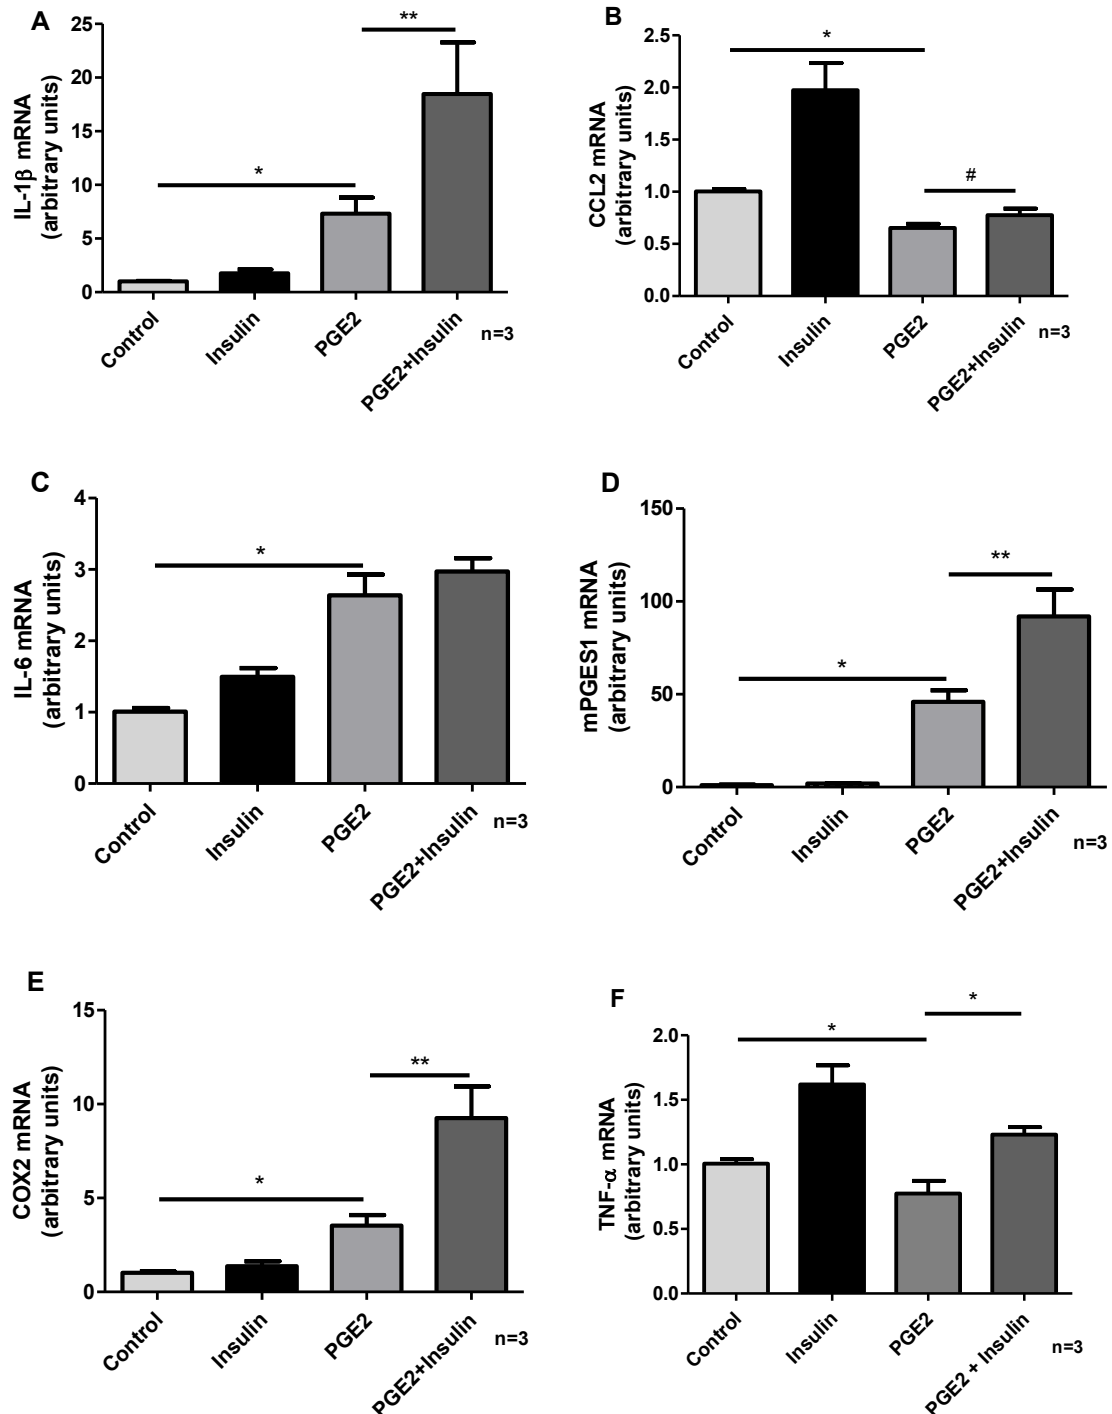 A
IL-1β mRNA
(arbitrary units)
25
20
15
10
5
0
*
**
Control
Insulin
PGE2
PGE2+Insulin
n=3
B
CCL2 mRNA
(arbitrary units)
2.5
2.0
1.5
1.0
0.5
0.0
*
#
Control
Insulin
PGE2
PGE2+Insulin
n=3
C
IL-6 mRNA
(arbitrary units)
4
3
2
1
0
*
Control
Insulin
PGE2
PGE2+Insulin
n=3
D
mPGES1 mRNA
(arbitrary units)
150
100
50
0
*
**
Control
Insulin
PGE2
PGE2+Insulin
n=3
E
COX2 mRNA
(arbitrary units)
15
10
5
0
*
**
Control
Insulin
PGE2
PGE2+Insulin
n=3
F
TNF-α mRNA
(arbitrary units)
2.0
1.5
1.0
0.5
0.0
*
*
Control
Insulin
PGE2
PGE2 + Insulin
n=3